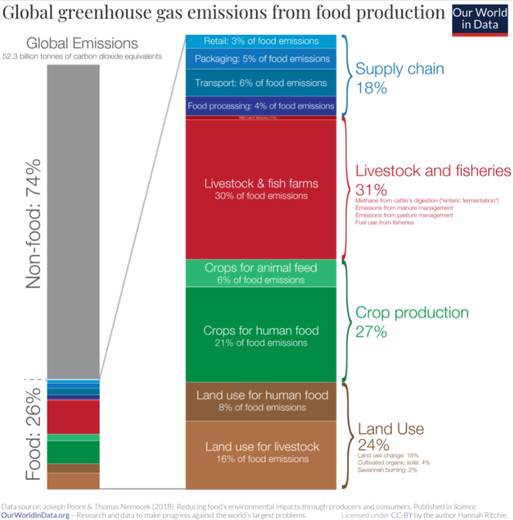 Global greenhouse gas emissions from food production
Our World
in Data
Global Emissions
52.3 billion tonnes of carbon dioxide equivalents
Non-food: 74%
Food: 26%
Retail: 3% of food emissions
Packaging: 5% of food emissions
Transport: 6% of food emissions
Food processing: 4% of food emissions
Livestock & fish farms
30% of food emissions
Crops for animal feed
6% of food emissions
Crops for human food
21% of food emissions
Land use for human food
8% of food emissions
Land use for livestock
16% of food emissions
Supply chain
18%
Livestock and fisheries
31%
Methane from cattle's digestion ("enteric fermentation")
Emissions from manure management
Emissions from pasture management
Fuel use from fisheries
Crop production
27%
Land Use
24%
Land use change: 18%
Cultivated organic soils: 4%
Savannah burning: 2%
Data source: Joseph Poore & Thomas Nemecek (2018). Reducing food's environmental impacts through producers and consumers. Published in Science.
OurWorldinData.org – Research and data to make progress against the world's largest problems.
Licensed under CC-BY by the author Hannah Ritchie.